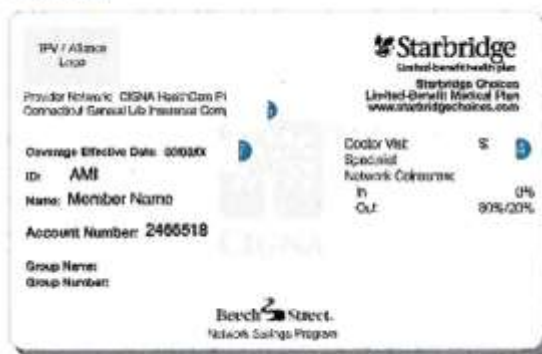 TPV / Alliance
Logo
Starbridge
Limited-benefit health plan
Starbridge Choices
Limited-Benefit Medical Plan
www.starbridgechoices.com
Provider Network: CIGNA HealthCare P
Connecticut General Life Insurance Comp
Coverage Effective Date:
ID: AMI
Name: Member Name
Account Number: 2466518
Group Name:
Group Number:
Doctor Visit $
Specialist
Network Coinsurance:
In 0%
Out 80%/20%
CIGNA
Beech Street.
Network Savings Program